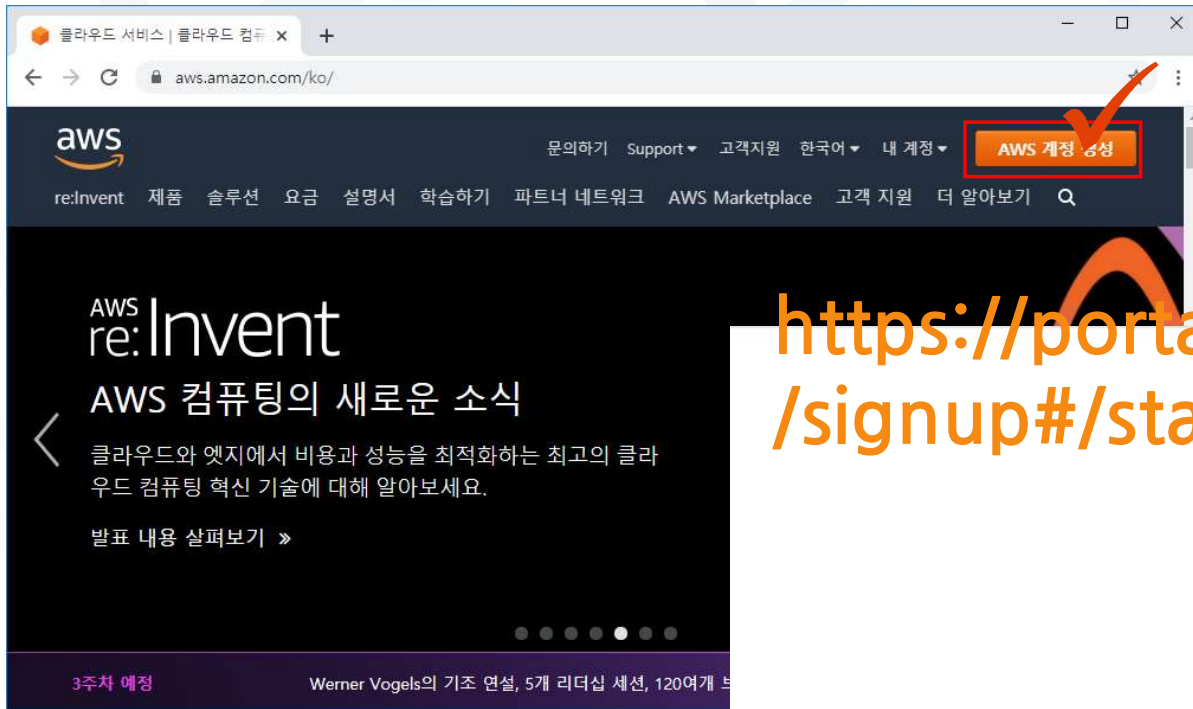 클라우드 서비스 | 클라우드 컴퓨
aws.amazon.com/ko/
aws
문의하기 Support 고객지원 한국어 내 계정 AWS 계정 생성
re:Invent 제품 솔루션 요금 설명서 학습하기 파트너 네트워크 AWS Marketplace 고객 지원 더 알아보기
AWS
re:Invent
AWS 컴퓨팅의 새로운 소식
클라우드와 엣지에서 비용과 성능을 최적화하는 최고의 클라
우드 컴퓨팅 혁신 기술에 대해 알아보세요.
발표 내용 살펴보기 »
https://porta
/signup#/sta
3주차 예정 Werner Vogels의 기조 연설, 5개 리더십 세션, 120여개